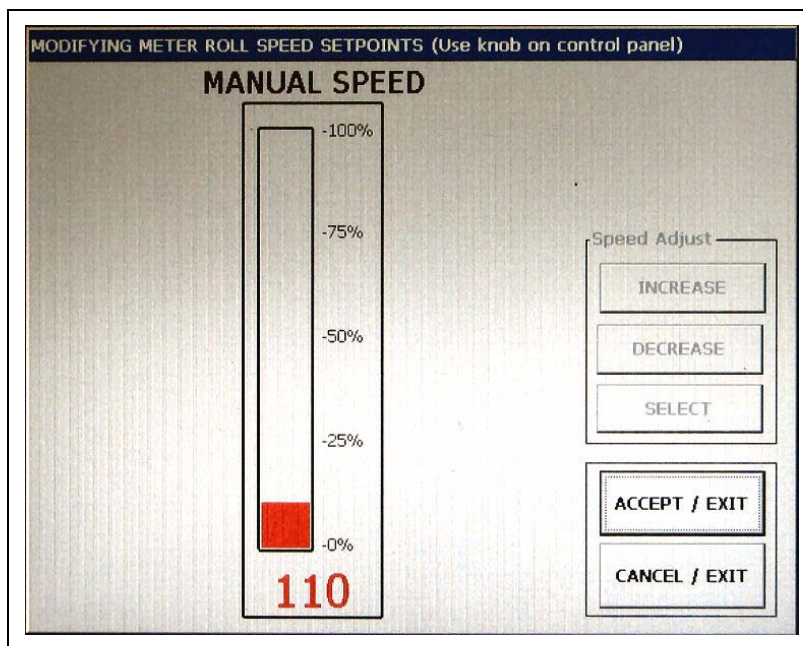 MODIFYING METER ROLL SPEED SETPOINTS (Use knob on control panel)
MANUAL SPEED
-100%
-75%
-50%
-25%
-0%
110
Speed Adjust
INCREASE
DECREASE
SELECT
ACCEPT / EXIT
CANCEL / EXIT